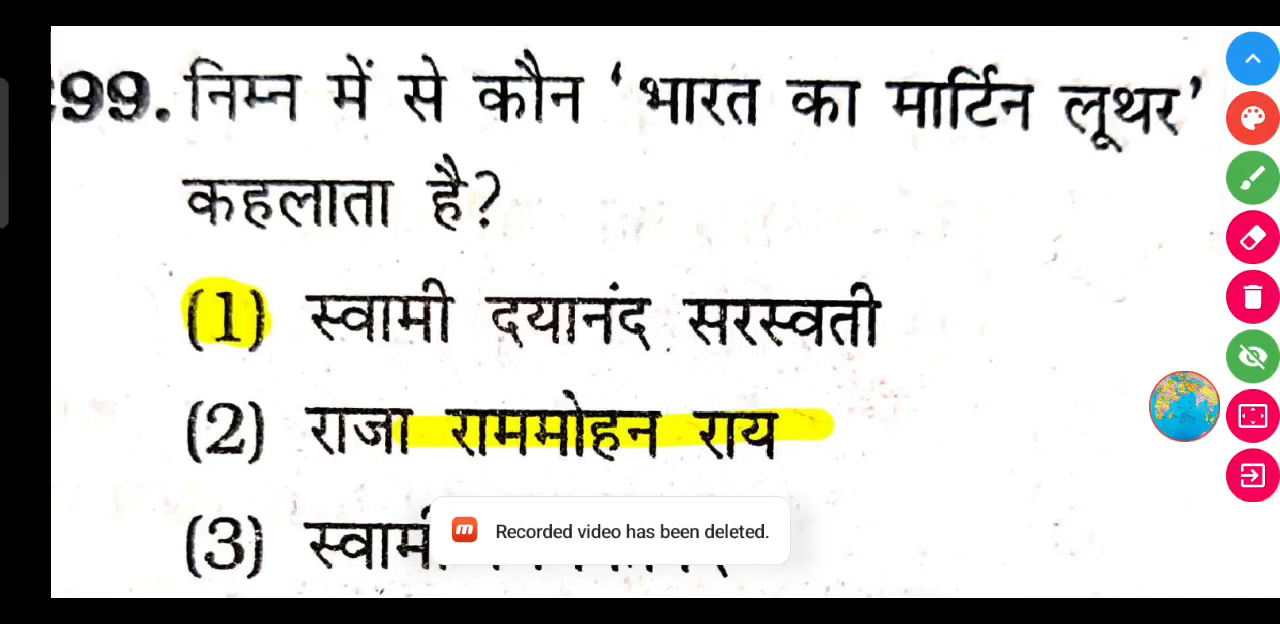 99. निम्न में से कौन ‘भारत का मार्टिन लूथर’
कहलाता है?
(1) स्वामी दयानंद सरस्वती
(2) राजा राममोहन राय
(3)
Recorded video has been deleted.